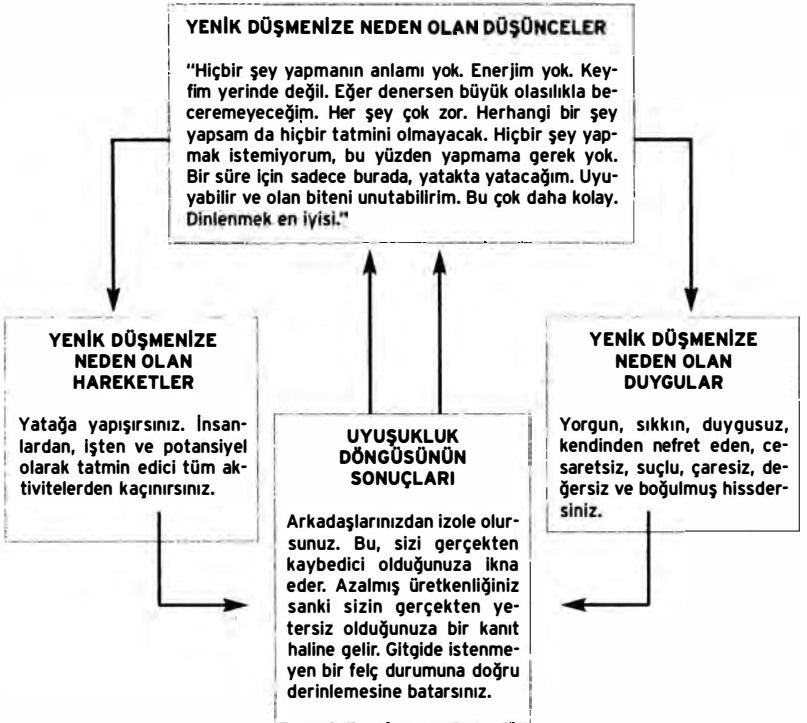 YENİK DÜŞMENİZE NEDEN OLAN DÜŞÜNCELER
"Hiçbir şey yapmanın anlamı yok. Enerjim yok. Key-
fim yerinde değil. Eğer denersen büyük olasılıkla be-
ceremeyeceğim. Her şey çok zor. Herhangi bir şey
yapsam da hiçbir tatmini olmayacak. Hiçbir şey yap-
mak istemiyorum, bu yüzden yapmama gerek yok.
Bir süre için sadece burada, yatakta yatacağım. Uyu-
yabilir ve olan biteni unutabilirim. Bu çok daha kolay.
Dinlenmek en iyisi."
YENİK DÜŞMENİZE
NEDEN OLAN
HAREKETLER
Yatağa yapışırsınız. İnsan-
lardan, işten ve potansiyel
olarak tatmin edici tüm ak-
tivitelerden kaçınırsınız.
UYUŞUKLUK
DÖNGÜSÜNÜN
SONUÇLARI
Arkadaşlarınızdan izole olur-
sunuz. Bu, sizi gerçekten
kaybedici olduğunuza ikna
eder. Azalmış üretkenliğiniz
sanki sizin gerçekten ye-
tersiz olduğunuza bir kanıt
haline gelir. Gitgide istenme-
yen bir felç durumuna doğru
derinlemesine batarsınız.
YENİK DÜŞMENİZE
NEDEN OLAN
DUYGULAR
Yorgun, sıkkın, duygusuz,
kendinden nefret eden, ce-
saretsiz, suçlu, çaresiz, de-
ğersiz ve boğulmuş hissder-
siniz.